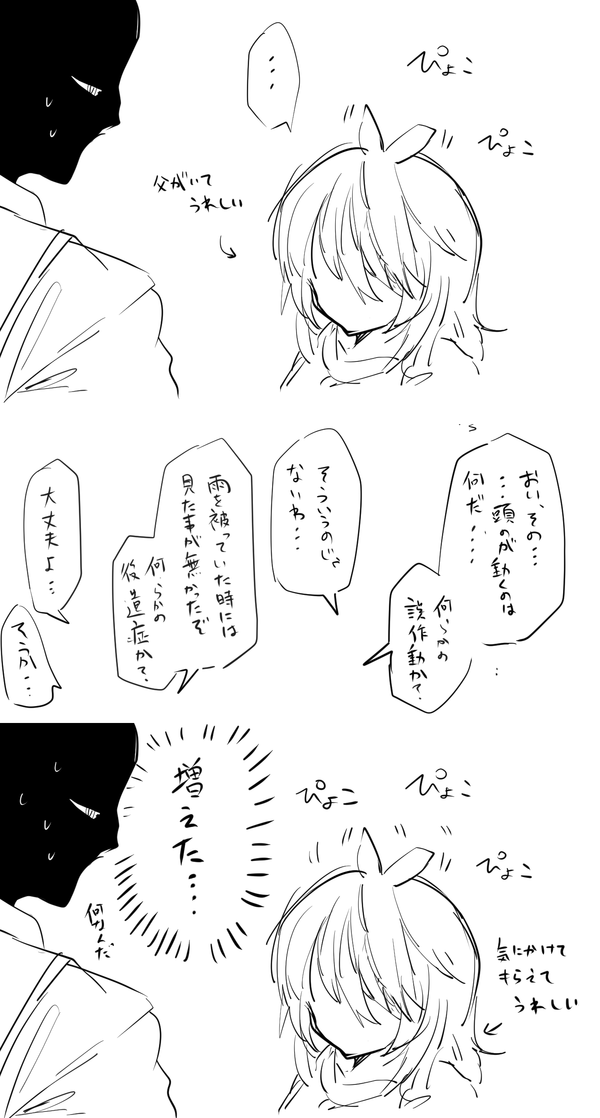 ぴょこ
ぴょこ
・・・
父がいて
うれしい
おい、その・・・
・・・頭のが動くのは
何だ・・・・
何らかの
誤作動か？
そういうのじゃ
ないわ・・・
雨を被っていた時には
見た事が無かったぞ
何らかの
後遺症か？
大丈夫よ・・・
そうか・・・
ぴょこ
ぴょこ
ぴょこ
増えた・・・・
何なんだ
気にかけて
もらえて
うれしい